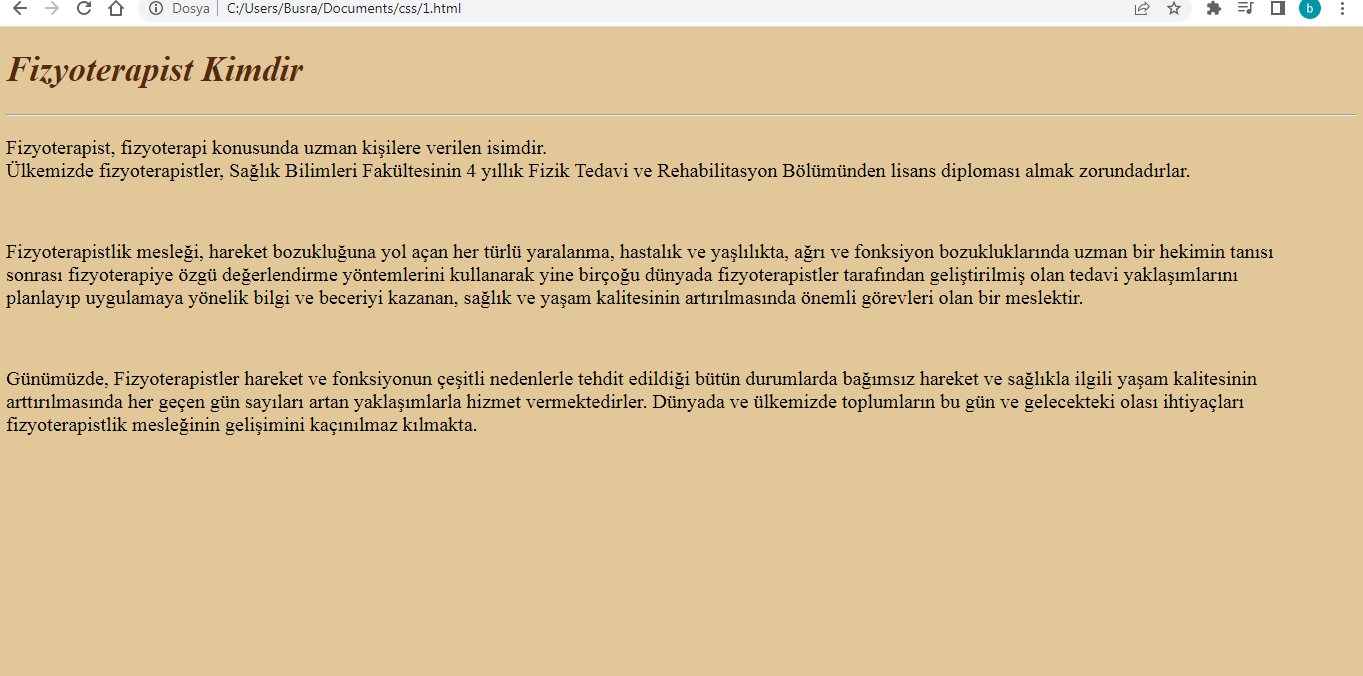 Dosya
C:/Users/Busra/Documents/css/1.html
b
Fizyoterapist Kimdir
Fizyoterapist, fizyoterapi konusunda uzman kişilere verilen isimdir.
Ülkemizde fizyoterapistler, Sağlık Bilimleri Fakültesinin 4 yıllık Fizik Tedavi ve Rehabilitasyon Bölümünden lisans diploması almak zorundadırlar.
Fizyoterapistlik mesleği, hareket bozukluğuna yol açan her türlü yaralanma, hastalık ve yaşlılıkta, ağrı ve fonksiyon bozukluklarında uzman bir hekimin tanısı
sonrası fizyoterapiye özgü değerlendirme yöntemlerini kullanarak yine birçoğu dünyada fizyoterapistler tarafından geliştirilmiş olan tedavi yaklaşımlarını
planlayıp uygulamaya yönelik bilgi ve beceriyi kazanan, sağlık ve yaşam kalitesinin artırılmasında önemli görevleri olan bir meslektir.
Günümüzde, Fizyoterapistler hareket ve fonksiyonun çeşitli nedenlerle tehdit edildiği bütün durumlarda bağımsız hareket ve sağlıkla ilgili yaşam kalitesinin
arttırılmasında her geçen gün sayıları artan yaklaşımlarla hizmet vermektedirler. Dünyada ve ülkemizde toplumların bu gün ve gelecekteki olası ihtiyaçları
fizyoterapistlik mesleğinin gelişimini kaçınılmaz kılmakta.